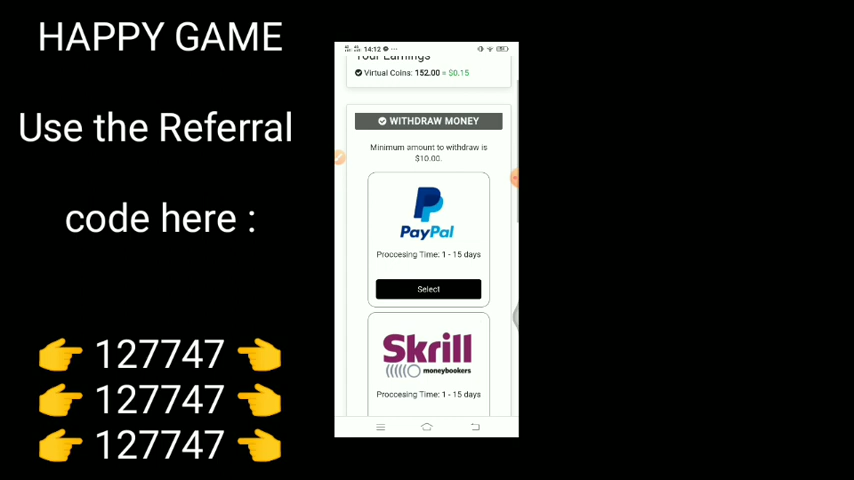 HAPPY GAME
Use the Referral
code here :
👉 127747 👈
👉 127747 👈
👉 127747 👈
14:12
Your Earnings
Virtual Coins: 152.00 = $0.15
WITHDRAW MONEY
Minimum amount to withdraw is
$10.00.
PayPal
Proccesing Time: 1 - 15 days
Select
Skrill
moneybookers
Proccesing Time: 1 - 15 days